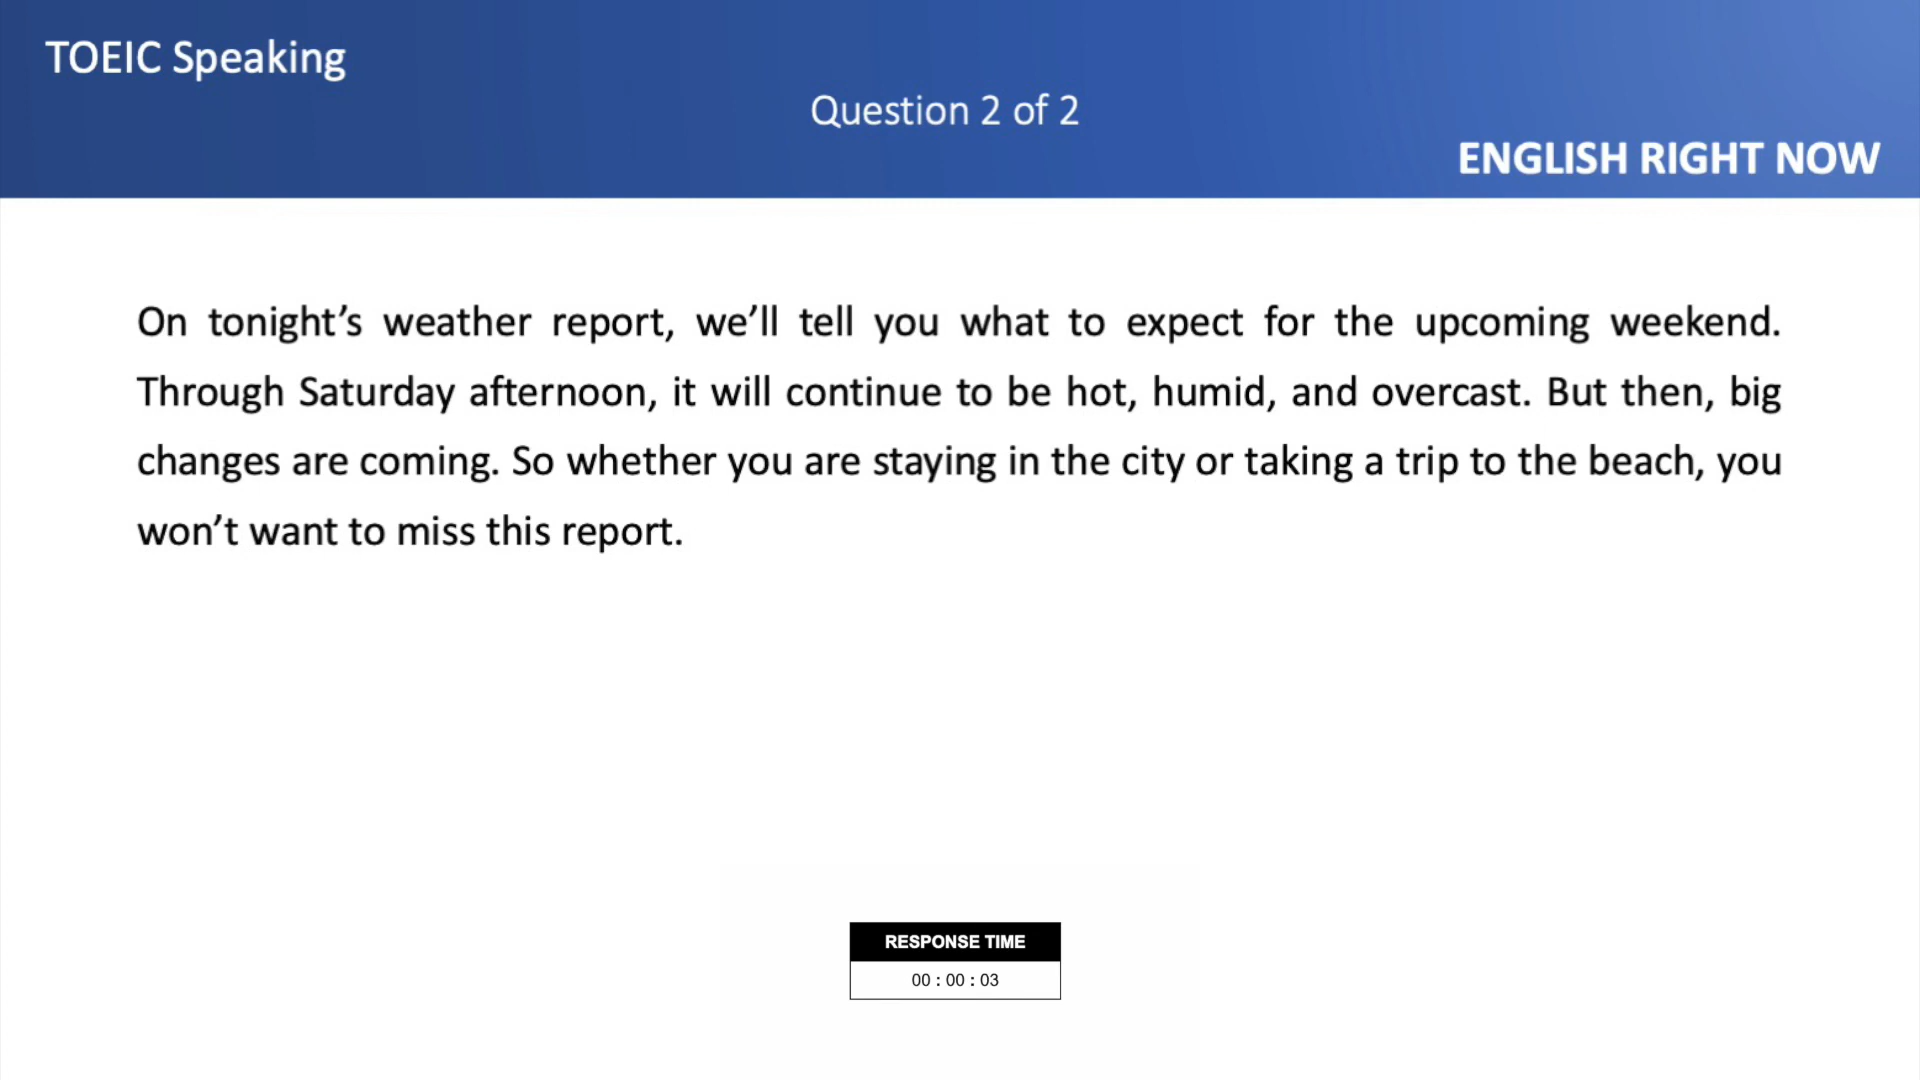 TOEIC Speaking
Question 2 of 2
ENGLISH RIGHT NOW
On tonight’s weather report, we’ll tell you what to expect for the upcoming weekend.
Through Saturday afternoon, it will continue to be hot, humid, and overcast. But then, big
changes are coming. So whether you are staying in the city or taking a trip to the beach, you
won’t want to miss this report.
RESPONSE TIME
00 : 00 : 03